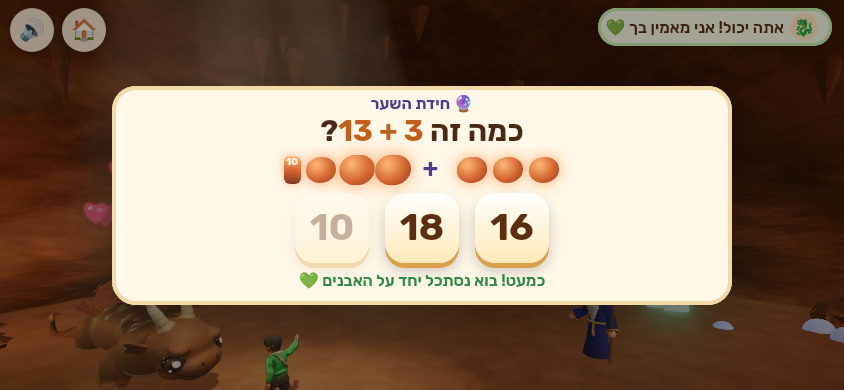 אתה יכול! אני מאמין בך 💚
🔮 חידת השער
כמה זה 3 + 13?
10 +
16 18 10
כמעט! בוא נסתכל יחד על האבנים 💚